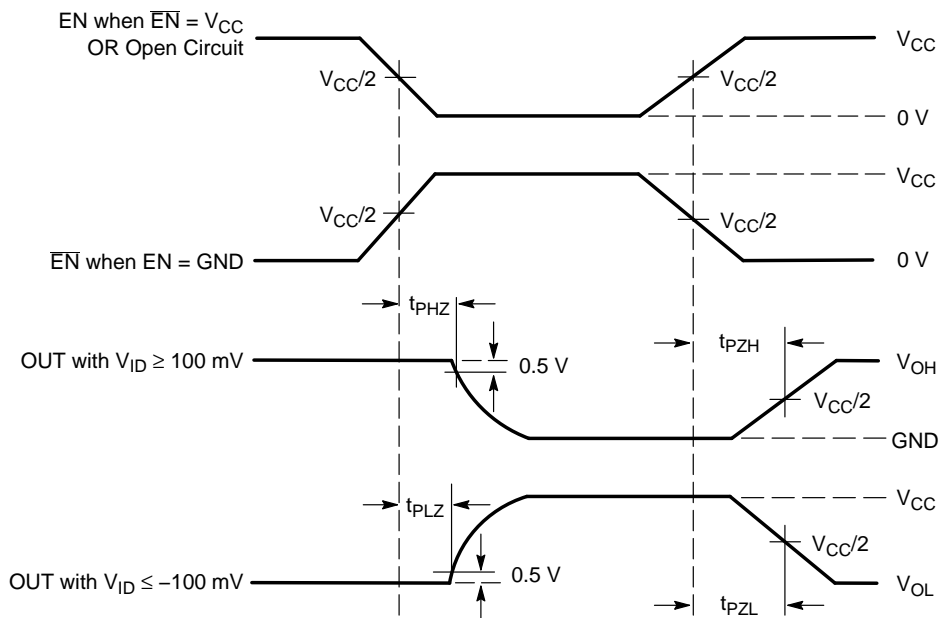 EN when E̅N̅ = VCC
OR Open Circuit
VCC
VCC/2
VCC/2
0 V
VCC
VCC/2
VCC/2
E̅N̅ when EN = GND
0 V
tPHZ
OUT with VID ≥ 100 mV
0.5 V
tPZH
VOH
VCC/2
GND
tPLZ
VCC
VCC/2
OUT with VID ≤ −100 mV
0.5 V
tPZL
VOL